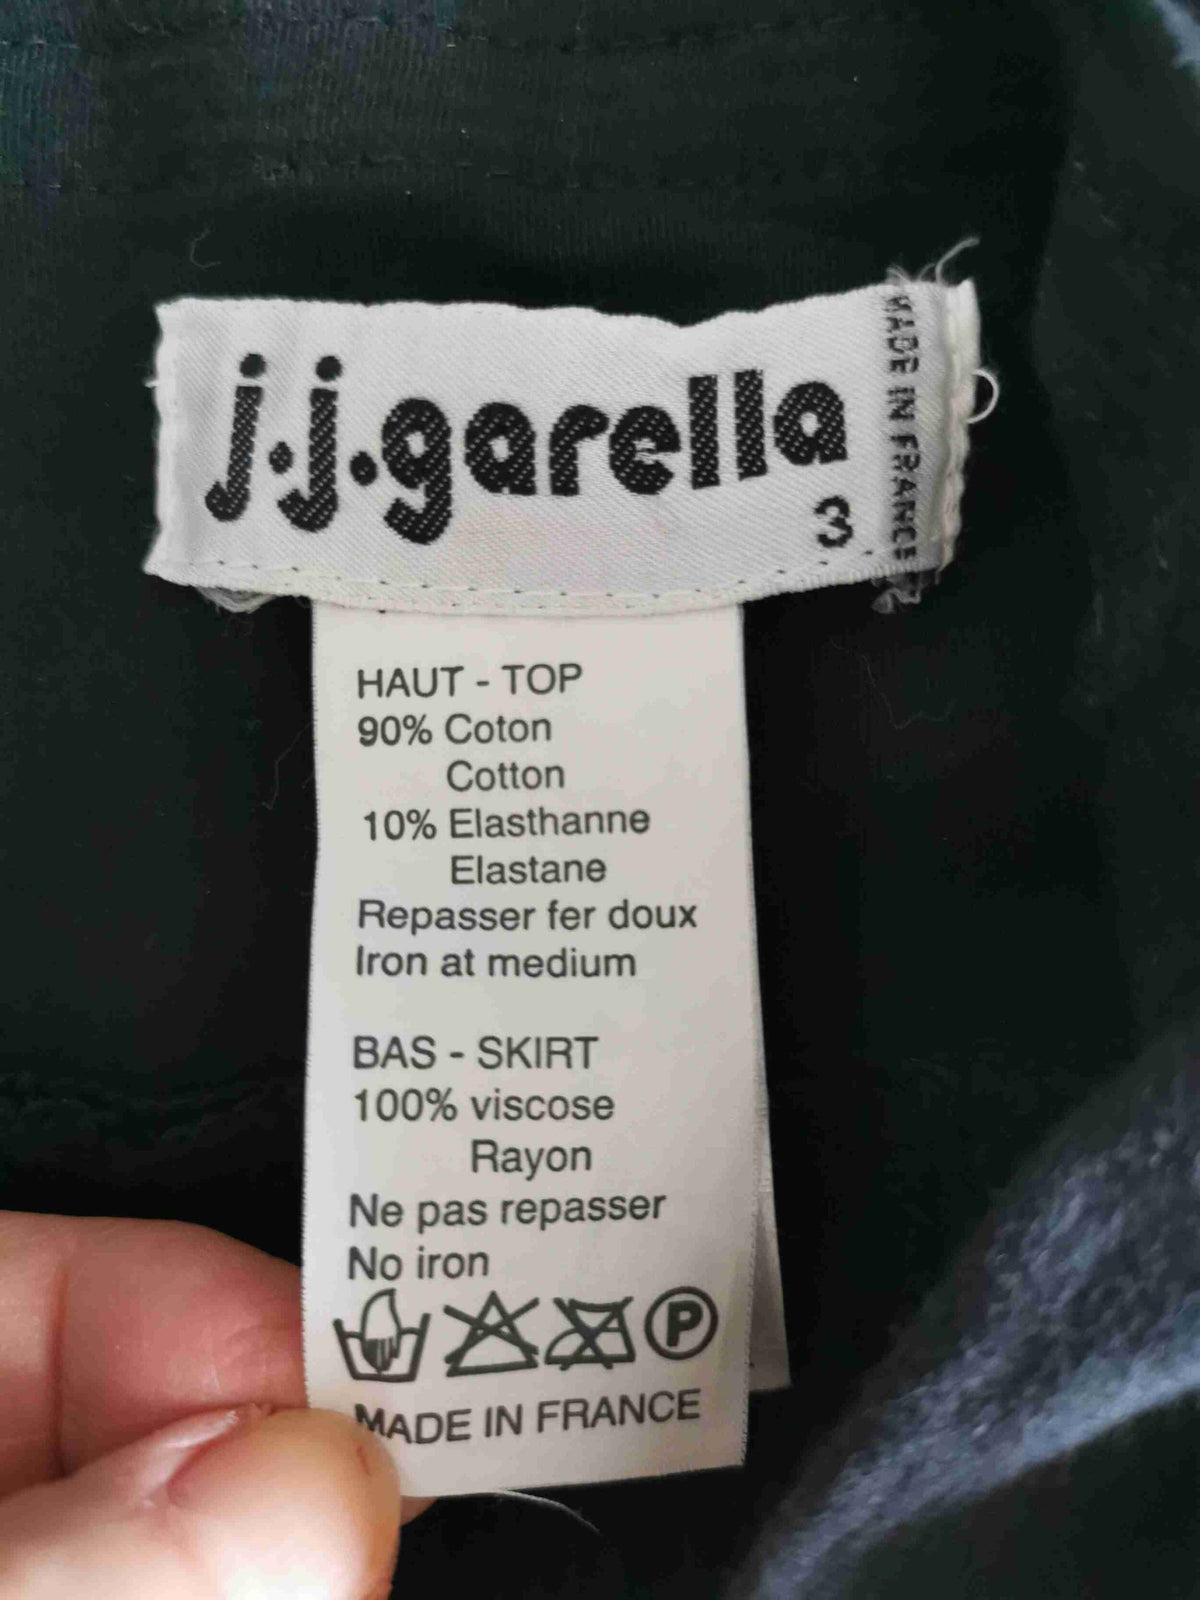 j.j.garella
3
MADE IN FRANCE
HAUT - TOP
90% Coton
Cotton
10% Elasthanne
Elastane
Repasser fer doux
Iron at medium
BAS - SKIRT
100% viscose
Rayon
Ne pas repasser
No iron
P
MADE IN FRANCE